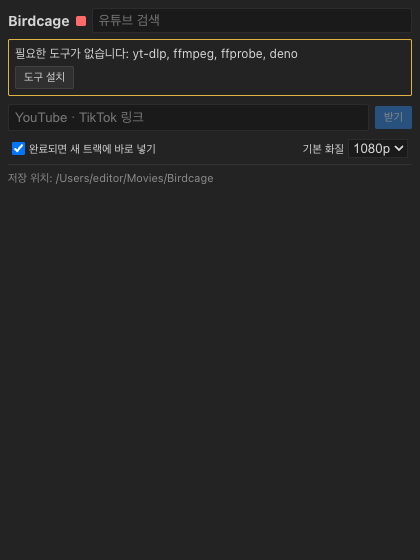 Birdcage 유튜브 검색
필요한 도구가 없습니다: yt-dlp, ffmpeg, ffprobe, deno
도구 설치
YouTube · TikTok 링크 받기
완료되면 새 트랙에 바로 넣기 기본 화질 1080p
저장 위치: /Users/editor/Movies/Birdcage